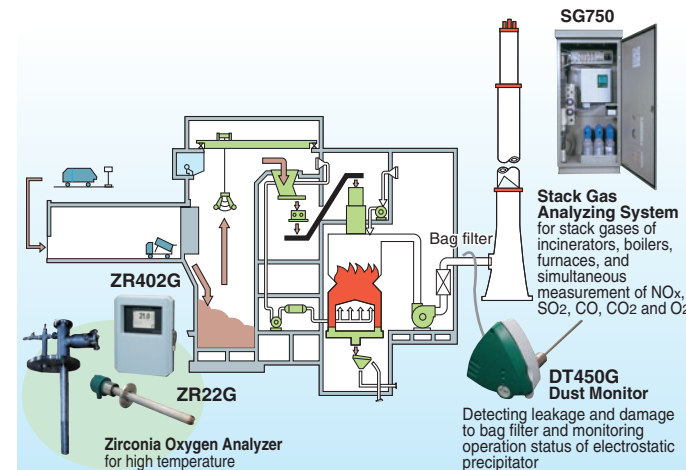 SG750
Stack Gas
Analyzing System
for stack gases of
incinerators, boilers,
furnaces, and
simultaneous
measurement of NOx,
SO2, CO, CO2 and O2
Bag filter
ZR402G
21.0
ZR22G
Zirconia Oxygen Analyzer
for high temperature
DT450G
Dust Monitor
Detecting leakage and damage
to bag filter and monitoring
operation status of electrostatic
precipitator